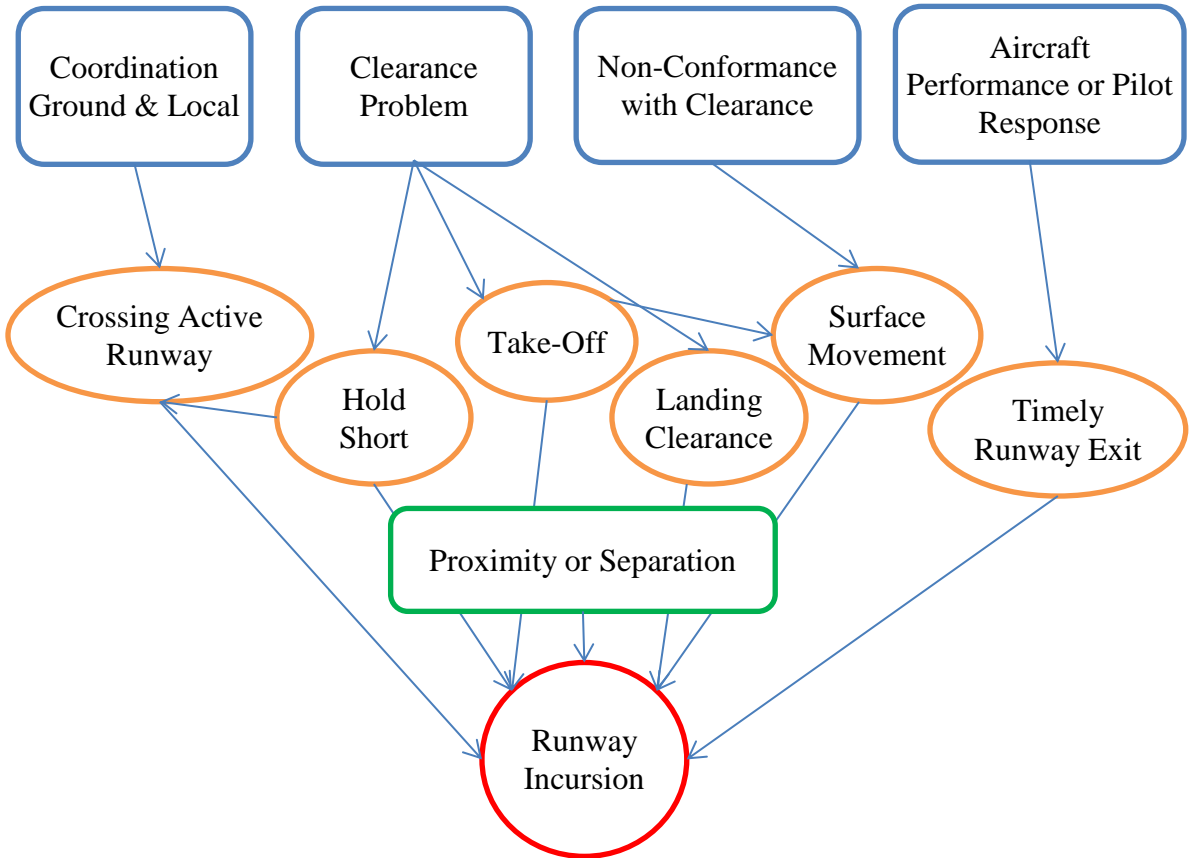 Coordination
Ground & Local
Clearance
Problem
Non-Conformance
with Clearance
Aircraft
Performance or Pilot
Response
Crossing Active
Runway
Hold
Short
Take-Off
Landing
Clearance
Surface
Movement
Timely
Runway Exit
Proximity or Separation
Runway
Incursion